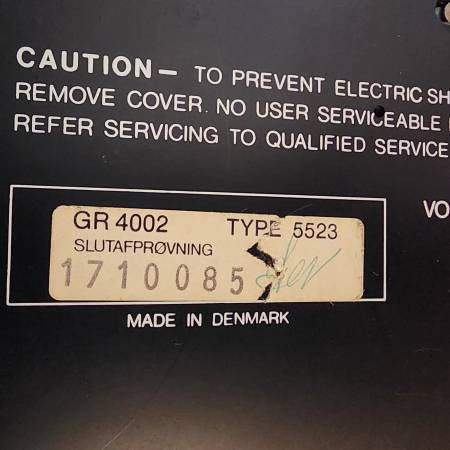 CAUTION — TO PREVENT ELECTRIC SH
REMOVE COVER. NO USER SERVICEABLE
REFER SERVICING TO QUALIFIED SERVICE
VO
GR 4002 TYPE 5523
SLUTAFPRØVNING
1710085
MADE IN DENMARK